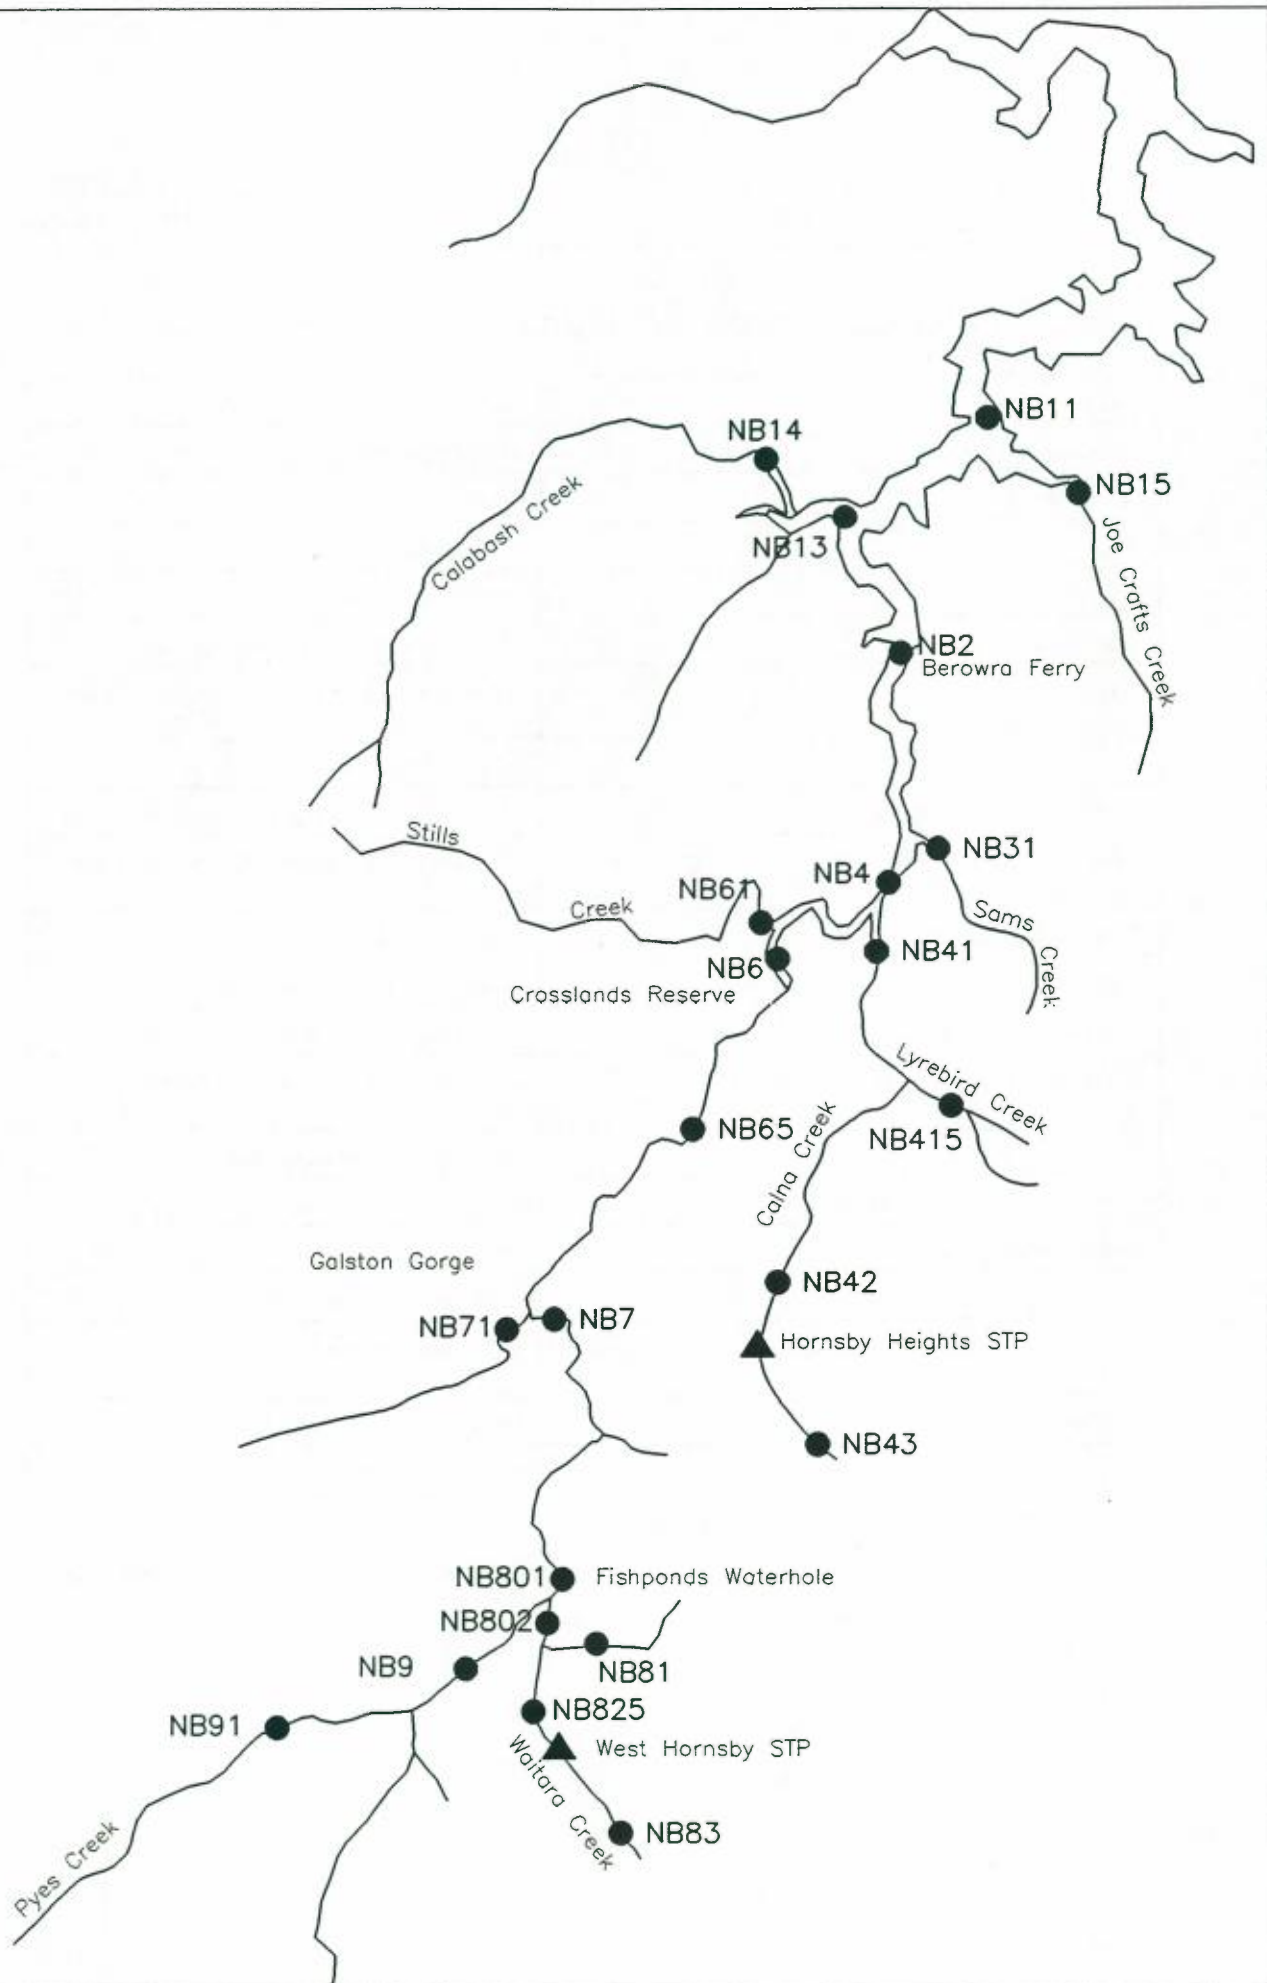 NB11
NB14
NB15
Calabash Creek
NB13
Joe Crafts Creek
NB2
Berowra Ferry
Stills
NB31
NB4
NB61
Creek
Sams
Creek
NB41
NB6
Crosslands Reserve
Lyrebird Creek
NB65
NB415
Calna Creek
Galston Gorge
NB42
NB7
NB71
Hornsby Heights STP
NB43
NB801
Fishponds Waterhole
NB802
NB9
NB81
NB825
NB91
West Hornsby STP
Waitara Creek
NB83
Pyes Creek